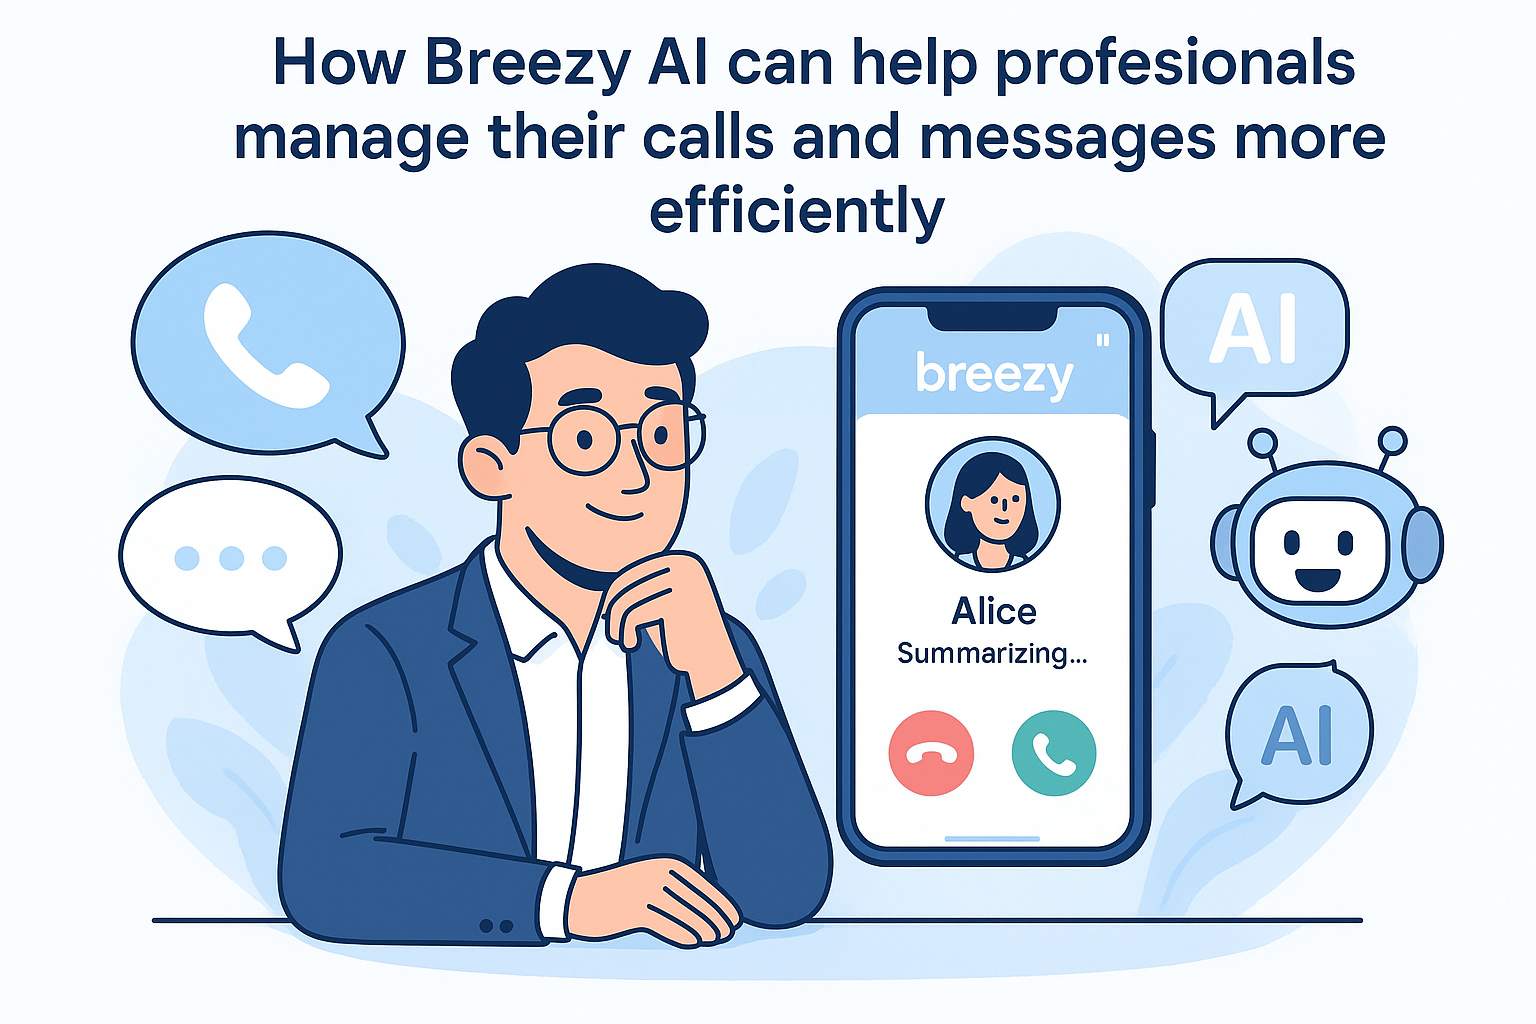 How Breezy AI can help profesionals
manage their calls and messages more
efficiently
breezy
AI
Alice
Summarizing...
AI